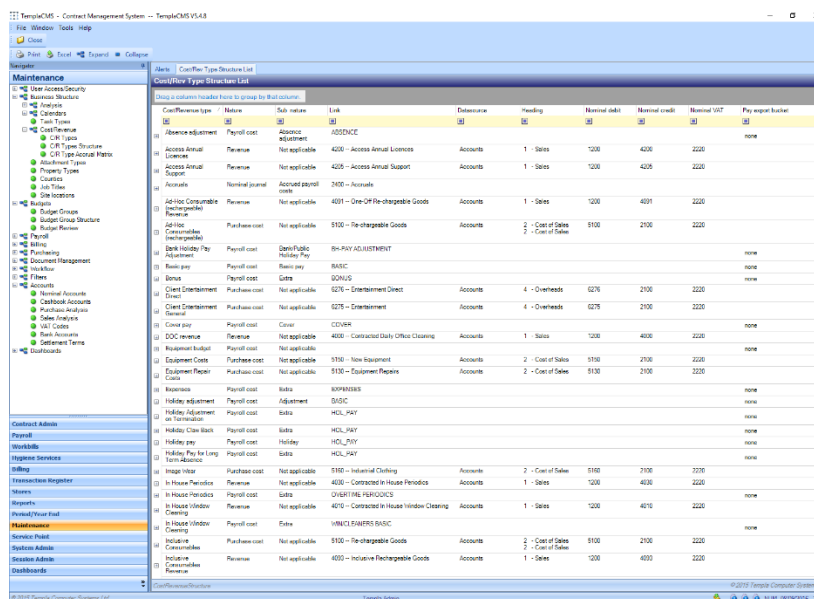 TemplaCMS - Contract Management System -- TemplaCMS V5.4.8
File Window Tools Help
Close
Print Excel Expand Collapse
Navigator
Alerts Cost/Rev Type Structure List
Maintenance
Cost/Rev Type Structure List
User Access/Security
Business Structure
Analysis
Calendars
Task Types
Cost/Revenue
C/R Types
C/R Types Structure
C/R Type Accrual Matrix
Attachment Types
Property Types
Counties
Job Titles
Site locations
Budgets
Budget Groups
Budget Group Structure
Budget Review
Payroll
Billing
Purchasing
Document Management
Workflow
Filters
Accounts
Nominal Accounts
Cashbook Accounts
Purchase Analysis
Sales Analysis
VAT Codes
Bank Accounts
Settlement Terms
Dashboards
Contract Admin
Payroll
Workbills
Hygiene Services
Billing
Transaction Register
Stores
Reports
Period/Year End
Maintenance
Service Point
System Admin
Session Admin
Dashboards
Drag a column header here to group by that column.
Cost/Revenue type Nature Sub nature Link Datasource Heading Nominal debit Nominal credit Nominal VAT Pay export bucket
Absence adjustment Payroll cost Absence adjustment ABSENCE none
Access Annual Licences Revenue Not applicable 4200 -- Access Annual Licences Accounts 1 - Sales 1200 4200 2220
Access Annual Support Revenue Not applicable 4205 -- Access Annual Support Accounts 1 - Sales 1200 4205 2220
Accruals Nominal journal Accrued payroll costs 2400 -- Accruals
Ad-Hoc Consumable (rechargeable) Revenue Revenue Not applicable 4091 -- One-Off Re-chargeable Goods Accounts 1 - Sales 1200 4091 2220
Ad-Hoc Consumables (rechargeable) Purchase cost Not applicable 5100 -- Re-chargeable Goods Accounts 2 - Cost of Sales 2 - Cost of Sales 5100 2100 2220
Bank Holiday Pay Adjustment Payroll cost Bank/Public Holiday Pay BH-PAY ADJUSTMENT none
Basic pay Payroll cost Basic pay BASIC none
Bonus Payroll cost Extra BONUS none
Client Entertainment Direct Purchase cost Not applicable 6276 -- Entertainment Direct Accounts 4 - Overheads 6276 2100 2220
Client Entertainment General Purchase cost Not applicable 6275 -- Entertainment Accounts 4 - Overheads 6275 2100 2220
Cover pay Payroll cost Cover COVER none
DOC revenue Revenue Not applicable 4000 -- Contracted Daily Office Cleaning Accounts 1 - Sales 1200 4000 2220
Equipment budget Payroll cost Not applicable none
Equipment Costs Purchase cost Not applicable 5150 -- New Equipment Accounts 2 - Cost of Sales 5150 2100 2220
Equipment Repair Costs Purchase cost Not applicable 5130 -- Equipment Repairs Accounts 2 - Cost of Sales 5130 2100 2220
Expenses Payroll cost Extra EXPENSES none
Holiday adjustment Payroll cost Adjustment BASIC none
Holiday Adjustment on Termination Payroll cost Extra HOL_PAY none
Holiday Claw Back Payroll cost Extra HOL_PAY none
Holiday pay Payroll cost Holiday HOL_PAY none
Holiday Pay for Long Term Absence Payroll cost Extra HOL_PAY none
Image Wear Purchase cost Not applicable 5160 -- Industrial Clothing Accounts 2 - Cost of Sales 5160 2100 2220
In House Periodics Revenue Not applicable 4030 -- Contracted In House Periodics Accounts 1 - Sales 1200 4030 2220
In House Periodics Payroll cost Extra OVERTIME PERIODICS none
In House Window Cleaning Revenue Not applicable 4010 -- Contracted In House Window Cleaning Accounts 1 - Sales 1200 4010 2220
In House Window Cleaning Payroll cost Extra WIN/CLEANERS BASIC none
Inclusive Consumables Purchase cost Not applicable 5100 -- Re-chargeable Goods Accounts 2 - Cost of Sales 2 - Cost of Sales 5100 2100 2220
Inclusive Consumables Revenue Revenue Not applicable 4093 -- Inclusive Rechargeable Goods Accounts 1 - Sales 1200 4093 2220
Cost/RevenueStructure
© 2015 Templa Computer Systems
© 2015 Templa Computer Systems Ltd
Templa Admin